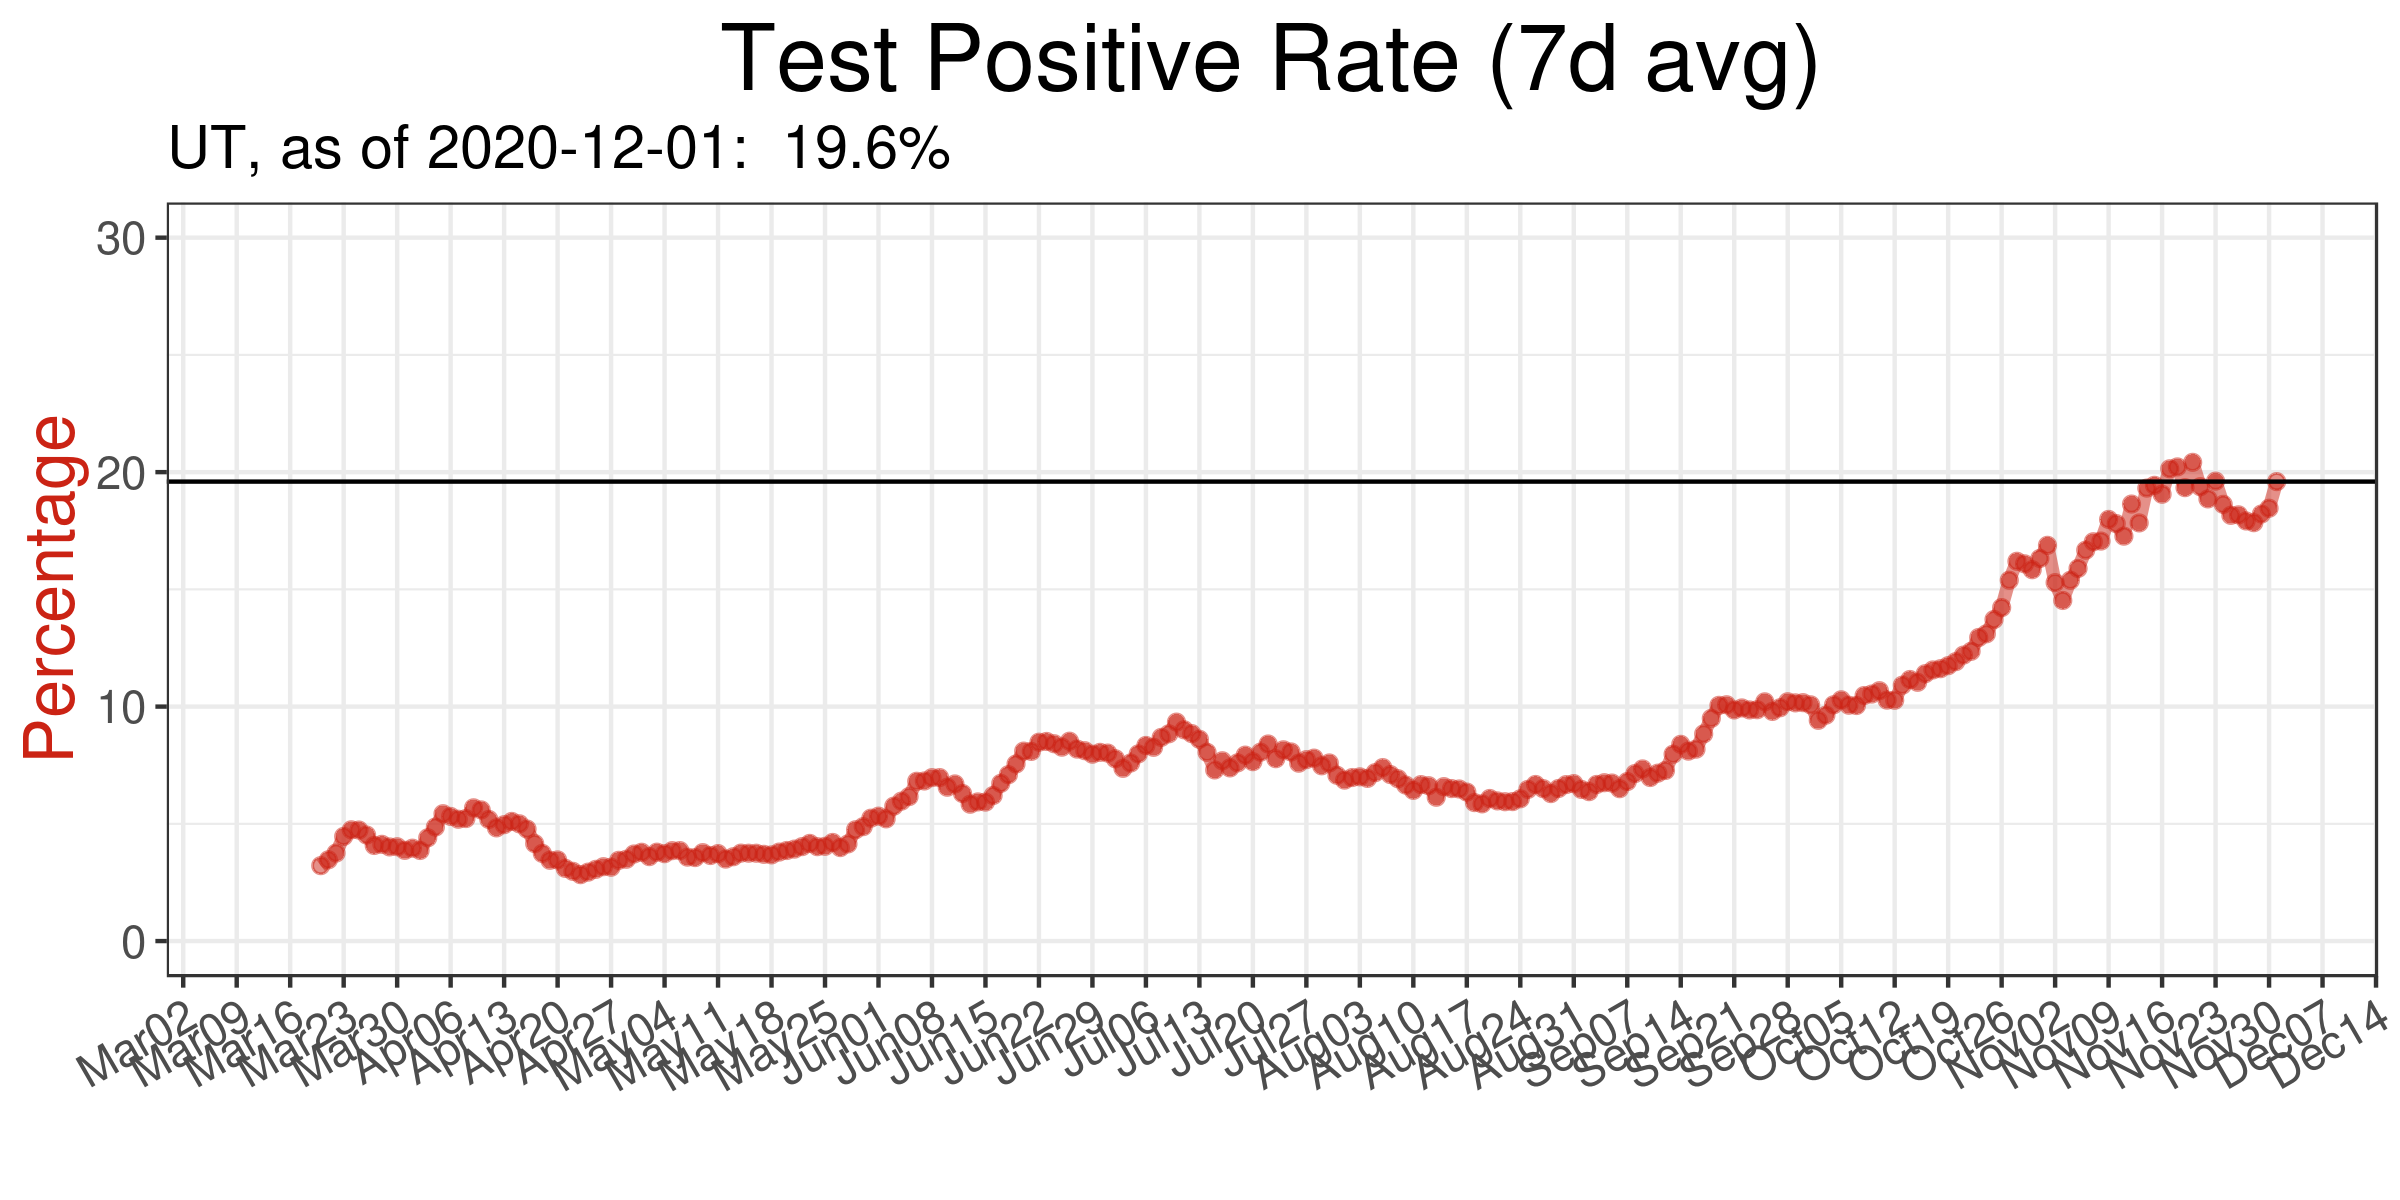 Test Positive Rate (7d avg)
UT, as of 2020-12-01: 19.6%
Percentage
30
20
10
0
Mar02
Mar09
Mar16
Mar23
Mar30
Apr06
Apr13
Apr20
Apr27
May04
May11
May18
May25
Jun01
Jun08
Jun15
Jun22
Jun29
Jul06
Jul13
Jul20
Jul27
Aug03
Aug10
Aug17
Aug24
Aug31
Sep07
Sep14
Sep21
Sep28
Oct05
Oct12
Oct19
Oct26
Nov02
Nov09
Nov16
Nov23
Nov30
Dec07
Dec14